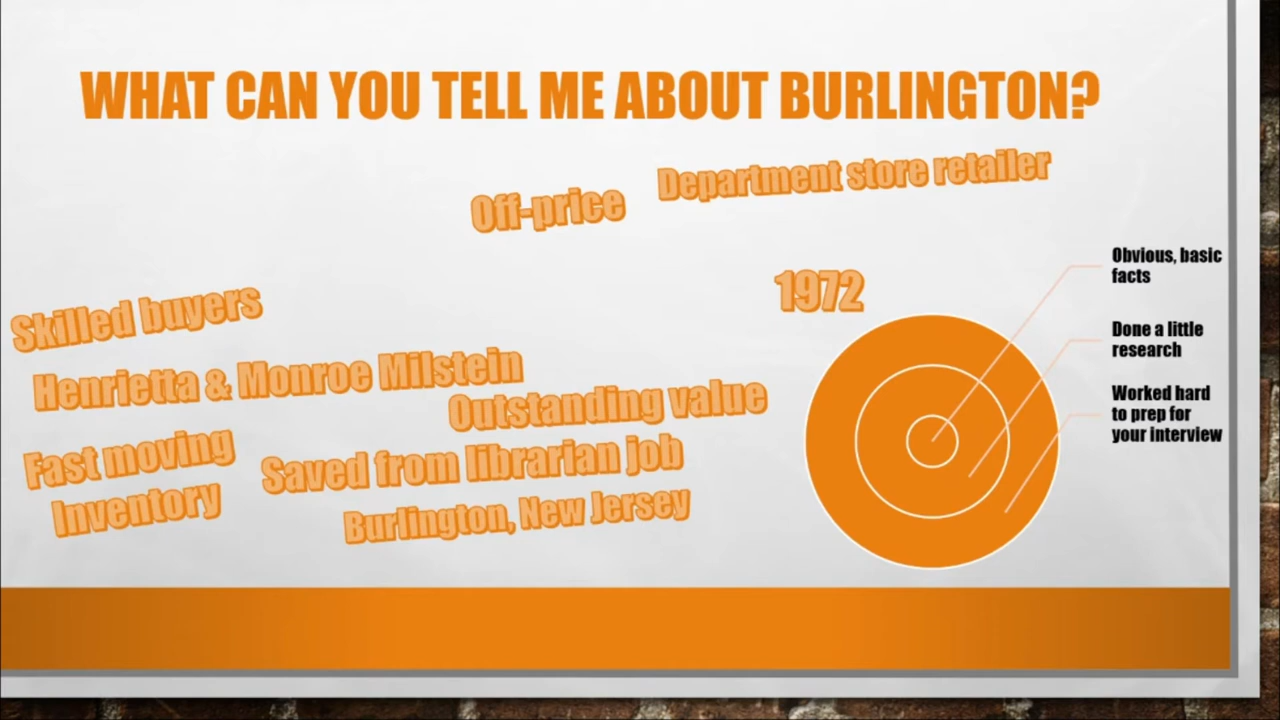 WHAT CAN YOU TELL ME ABOUT BURLINGTON?
Off-price
Department store retailer
1972
Skilled buyers
Henrietta & Monroe Milstein
Outstanding value
Fast moving
Inventory
Saved from librarian job
Burlington, New Jersey
Obvious, basic
facts
Done a little
research
Worked hard
to prep for
your interview